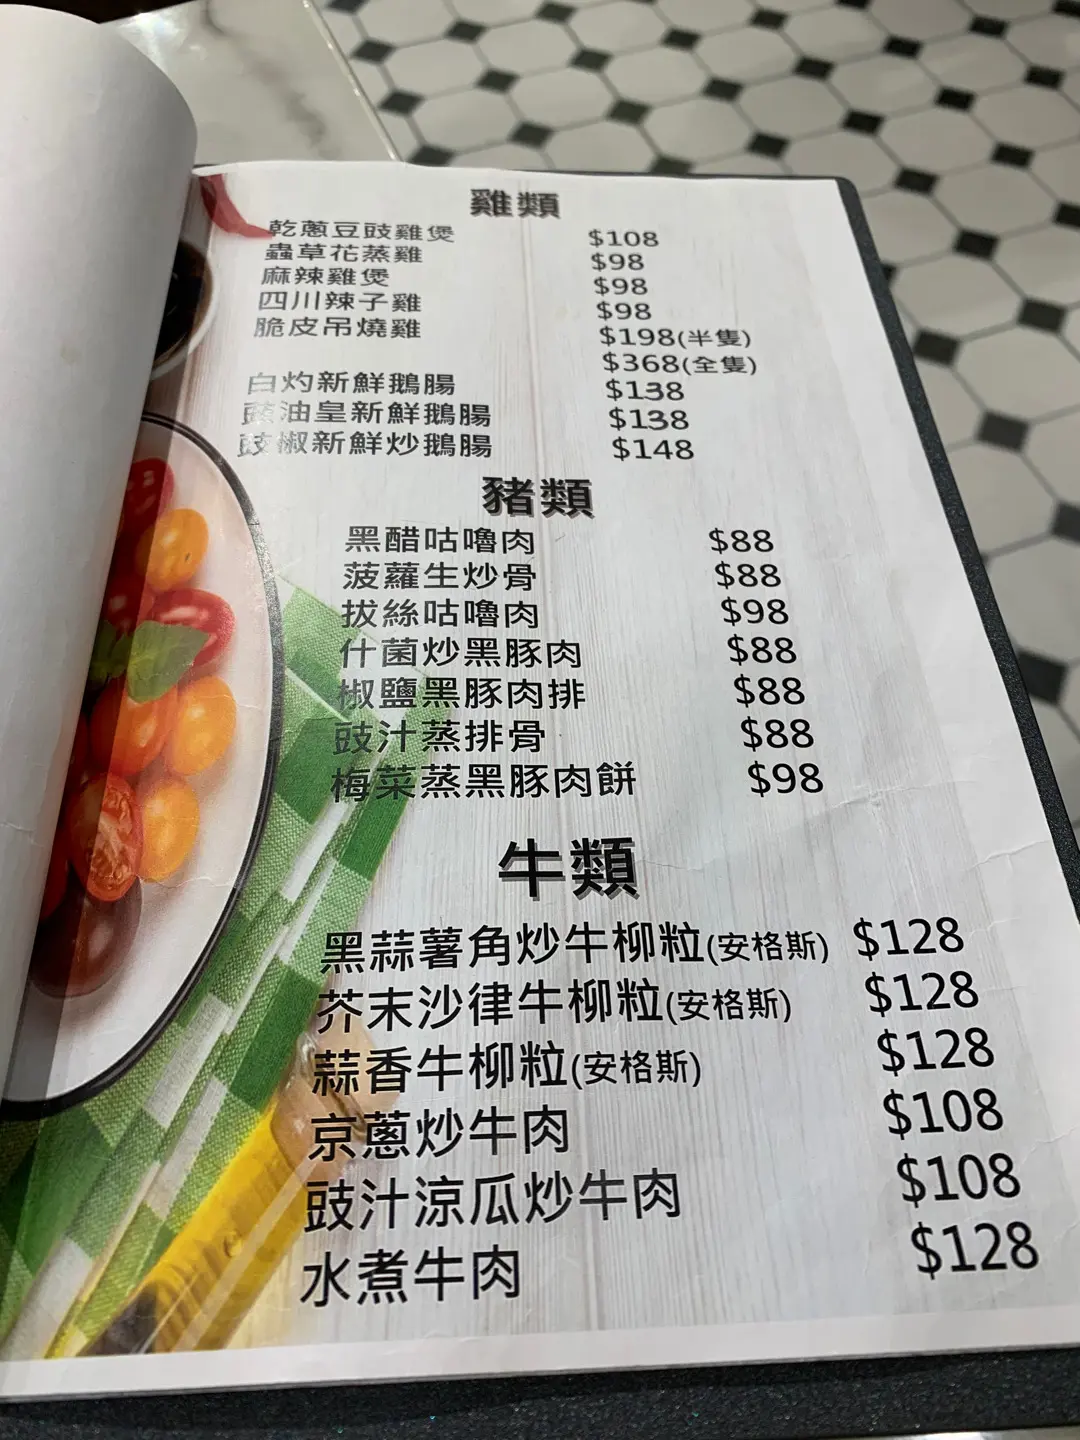 雞類
乾蔥豆豉雞煲 $108
蟲草花蒸雞 $98
麻辣雞煲 $98
四川辣子雞 $98
脆皮吊燒雞 $198(半隻)
$368(全隻)
白灼新鮮鵝腸 $138
豉油皇新鮮鵝腸 $138
豉椒新鮮炒鵝腸 $148
豬類
黑醋咕嚕肉 $88
菠蘿生炒骨 $88
拔絲咕嚕肉 $98
什菌炒黑豚肉 $88
椒鹽黑豚肉排 $88
豉汁蒸排骨 $88
梅菜蒸黑豚肉餅 $98
牛類
黑蒜薯角炒牛柳粒(安格斯) $128
芥末沙律牛柳粒(安格斯) $128
蒜香牛柳粒(安格斯) $128
京蔥炒牛肉 $108
豉汁涼瓜炒牛肉 $108
水煮牛肉 $128